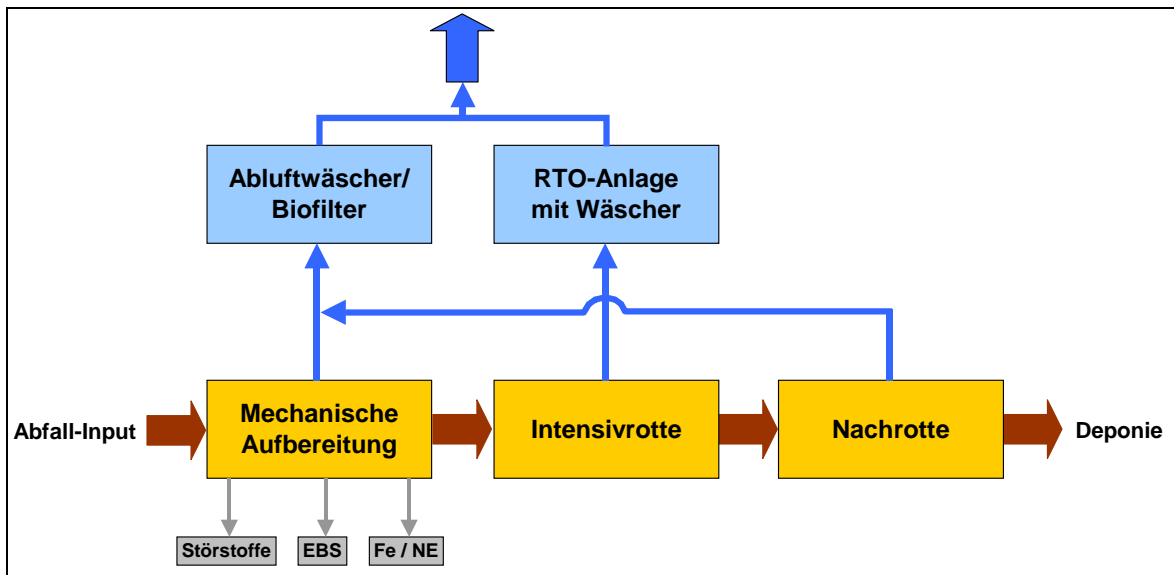 Abluftwäscher/
Biofilter
RTO-Anlage
mit Wäscher
Abfall-Input
Mechanische
Aufbereitung
Intensivrotte
Nachrotte
Deponie
Störstoffe
EBS
Fe / NE